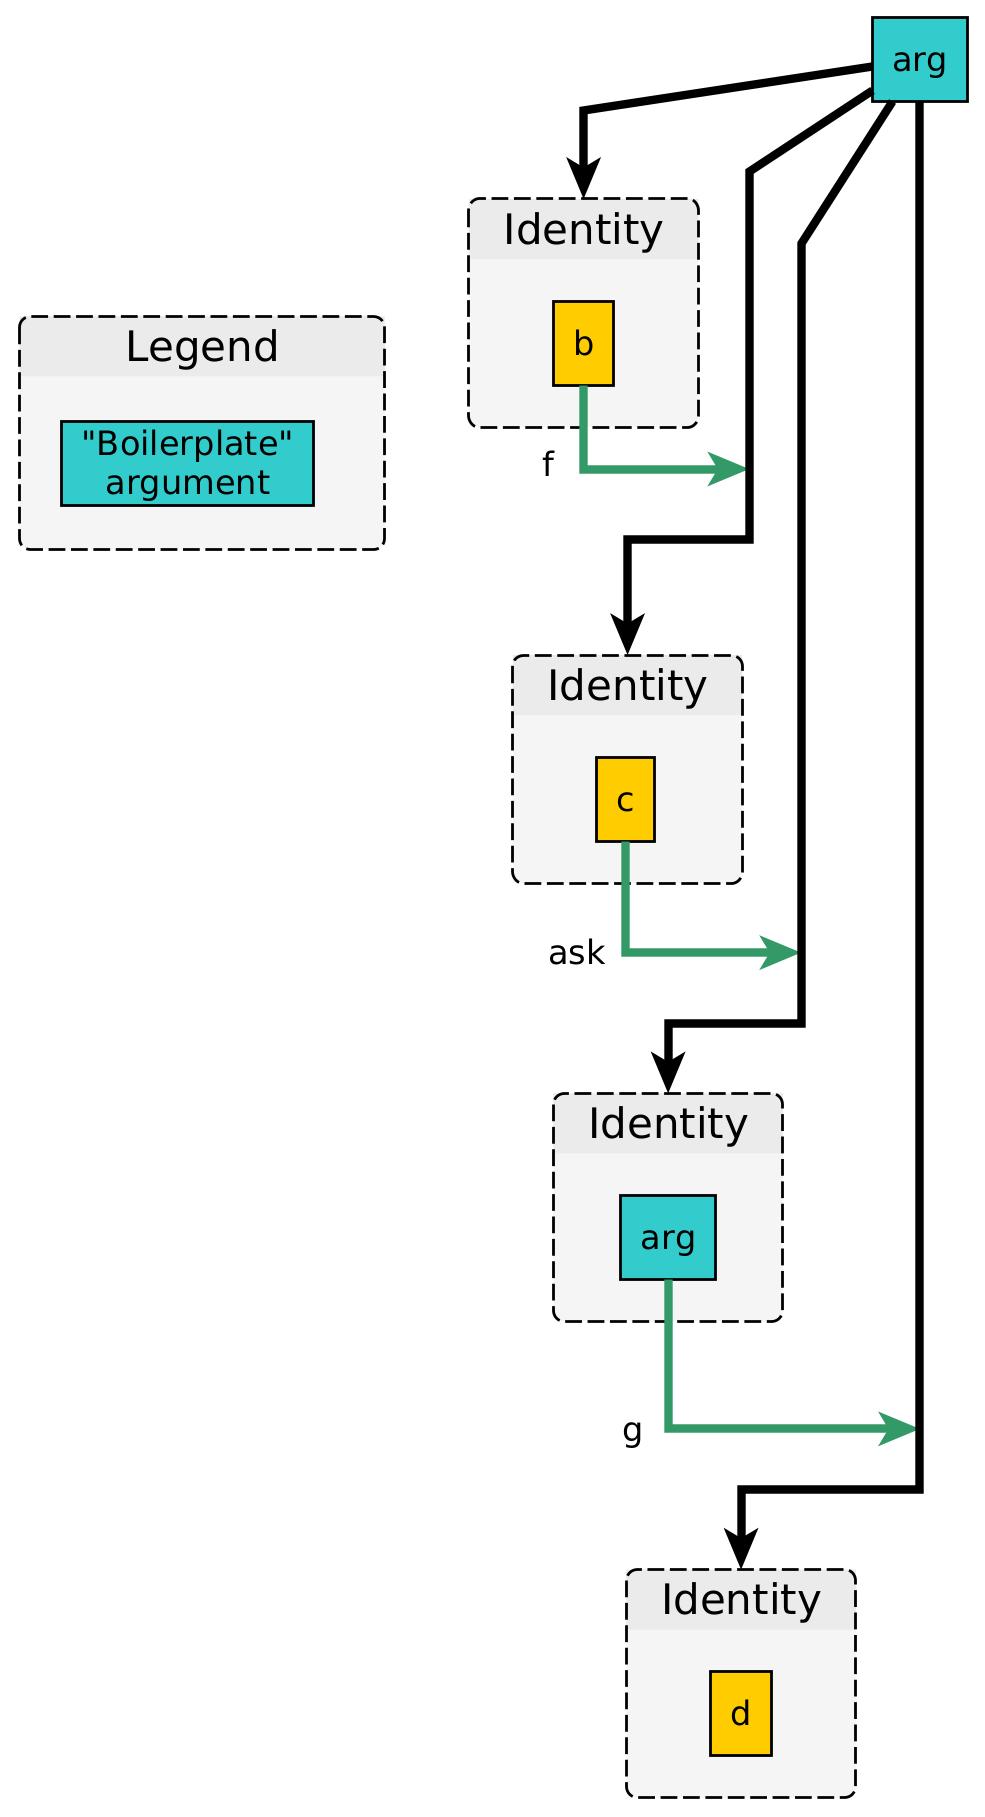 arg
Identity
b
f
Legend
"Boilerplate"
argument
Identity
c
ask
Identity
arg
g
Identity
d